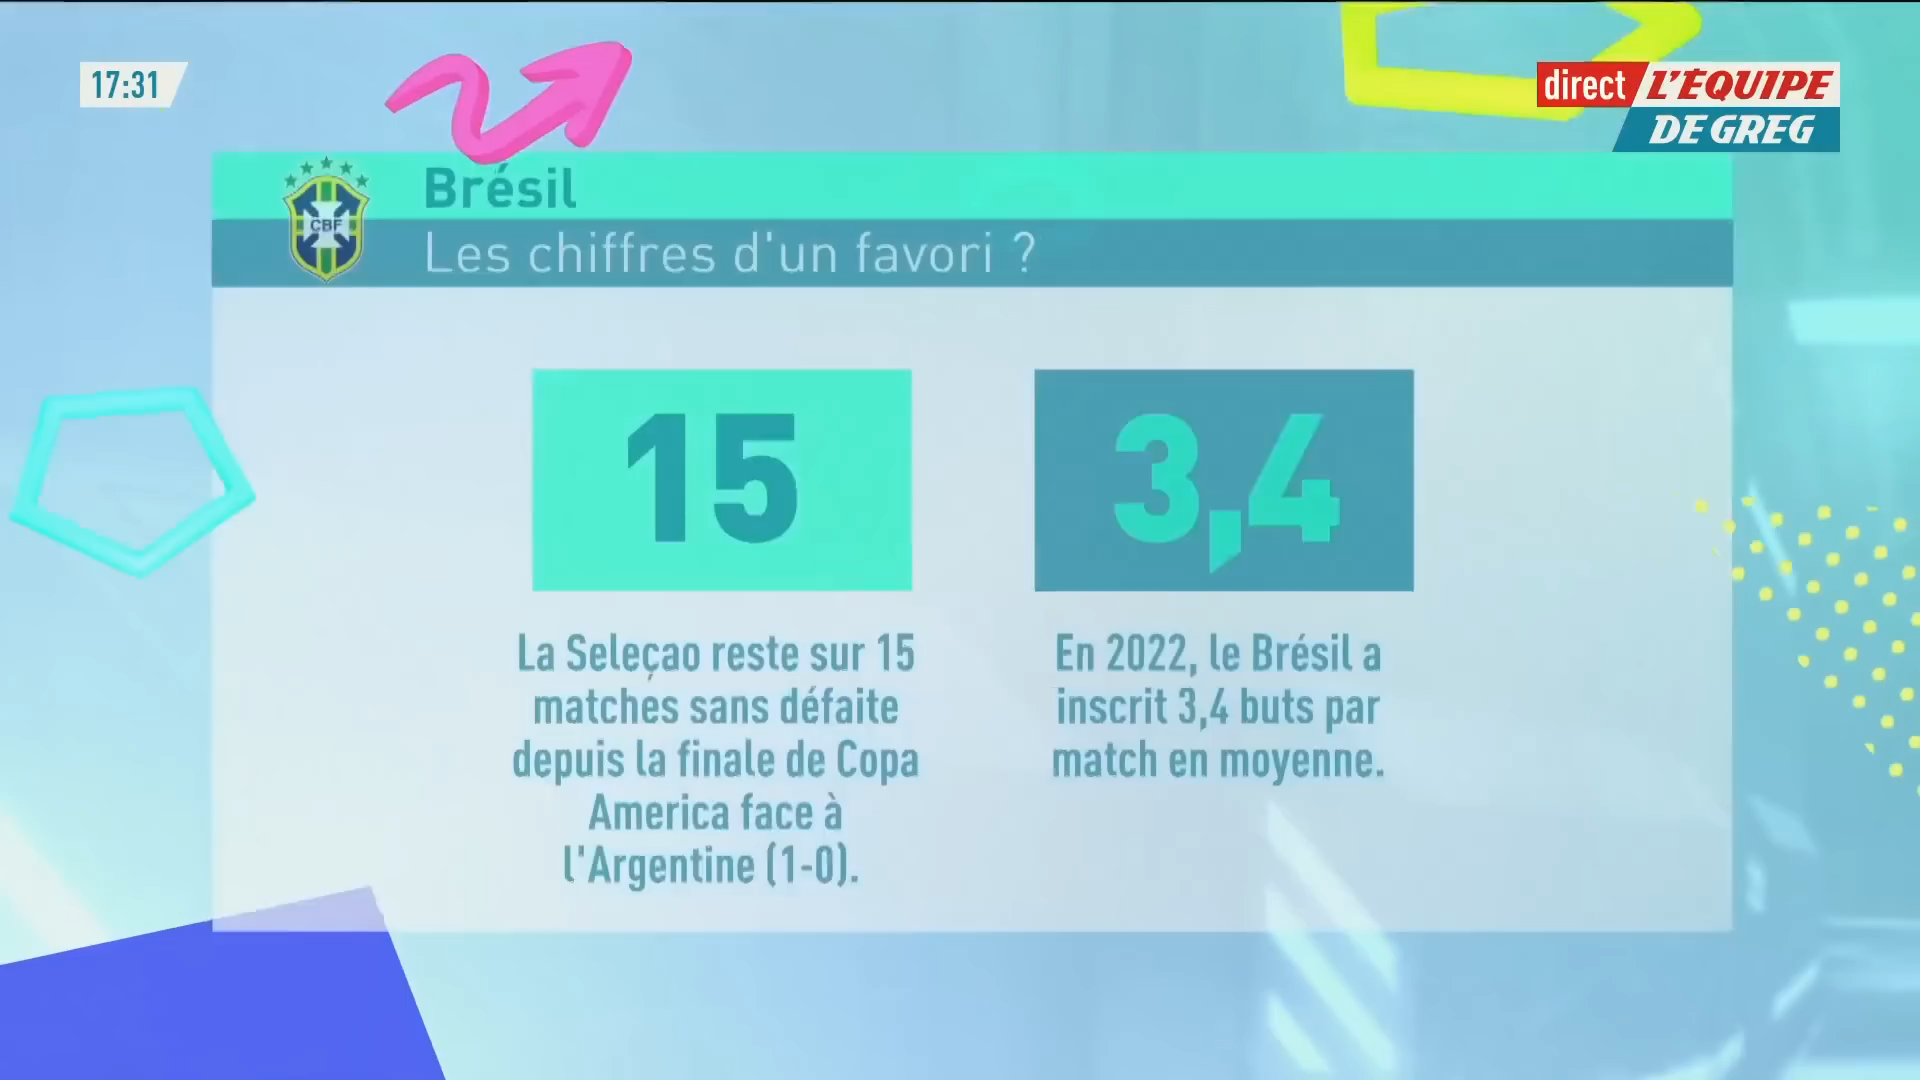 17:31
direct L'ÉQUIPE
DE GREG
CBF
Brésil
Les chiffres d'un favori ?
15
3,4
La Seleçao reste sur 15
matches sans défaite
depuis la finale de Copa
America face à
l'Argentine (1-0).
En 2022, le Brésil a
inscrit 3,4 buts par
match en moyenne.